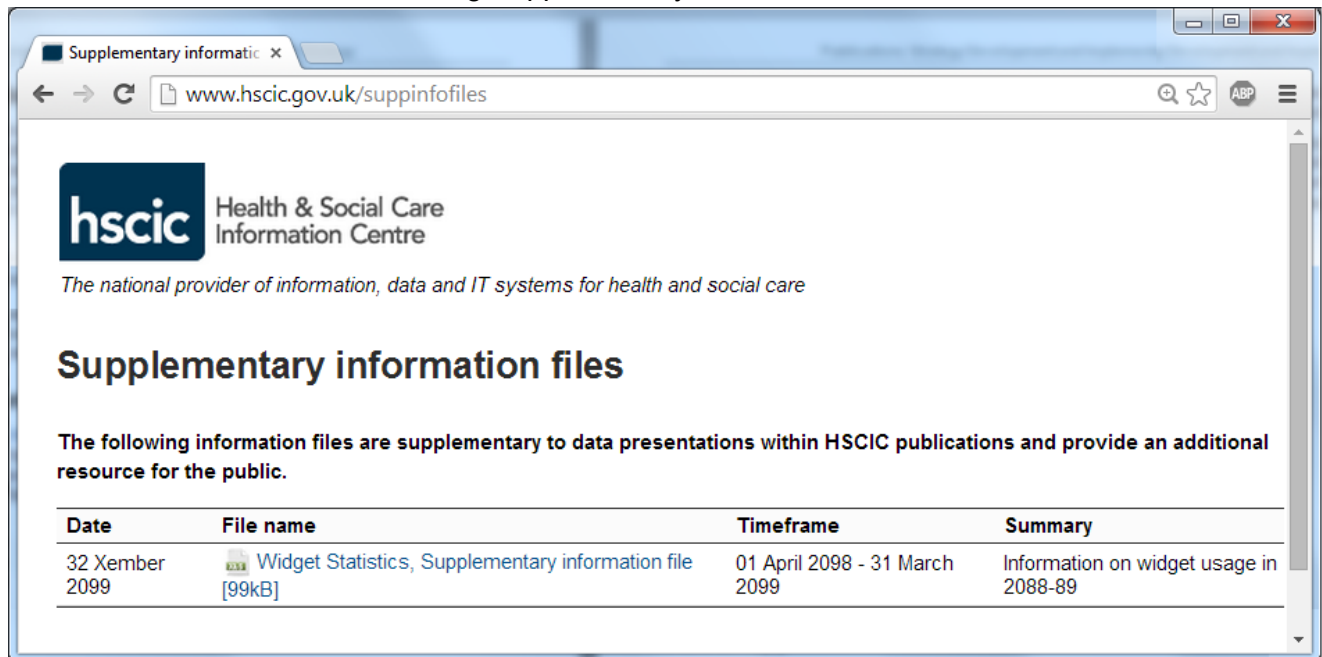 Supplementary informatic
www.hscic.gov.uk/suppinfofiles
ABP
hscic
Health & Social Care
Information Centre
The national provider of information, data and IT systems for health and social care
Supplementary information files
The following information files are supplementary to data presentations within HSCIC publications and provide an additional
resource for the public.
Date File name Timeframe Summary
32 Xember Widget Statistics, Supplementary information file 01 April 2098 - 31 March Information on widget usage in
2099 [99kB] 2099 2088-89